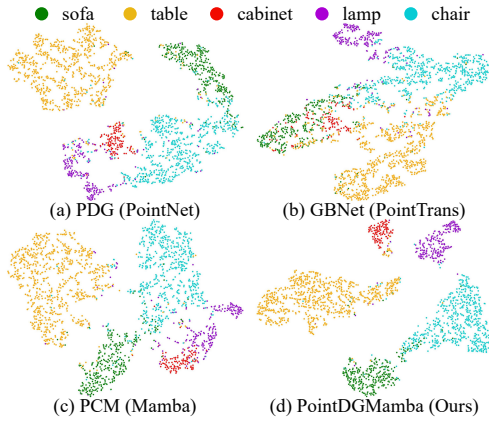 sofa table cabinet lamp chair
(a) PDG (PointNet) (b) GBNet (PointTrans)
(c) PCM (Mamba) (d) PointDGMamba (Ours)